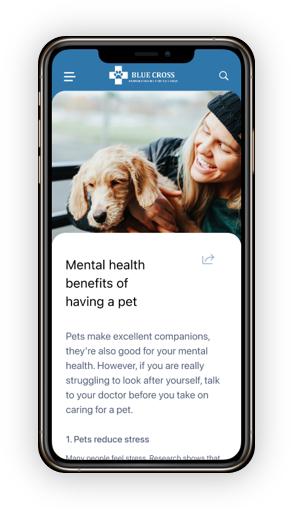 BLUE CROSS
Mental health
benefits of
having a pet
Pets make excellent companions,
they're also good for your mental
health. However, if you are really
struggling to look after yourself, talk
to your doctor before you take on
caring for a pet.
1. Pets reduce stress
Many people feel stress. Research shows that